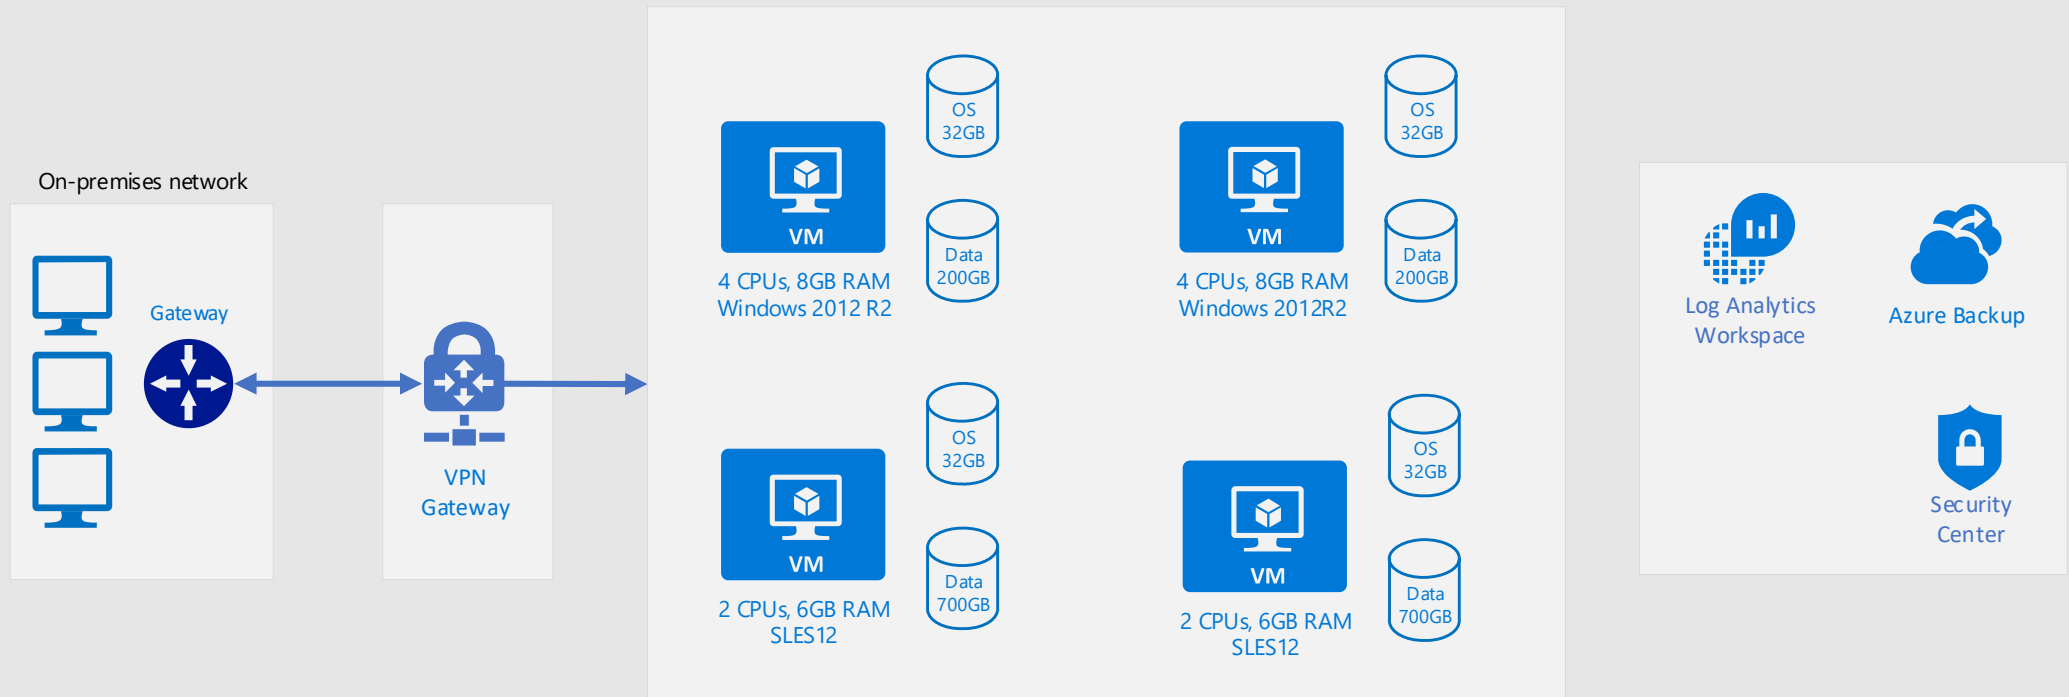 On-premises network
Gateway
VPN
Gateway
OS
32GB
VM
Data
200GB
4 CPUs, 8GB RAM
Windows 2012 R2
OS
32GB
VM
Data
200GB
4 CPUs, 8GB RAM
Windows 2012R2
OS
32GB
VM
Data
700GB
2 CPUs, 6GB RAM
SLES12
OS
32GB
VM
Data
700GB
2 CPUs, 6GB RAM
SLES12
Log Analytics
Workspace
Azure Backup
Security
Center